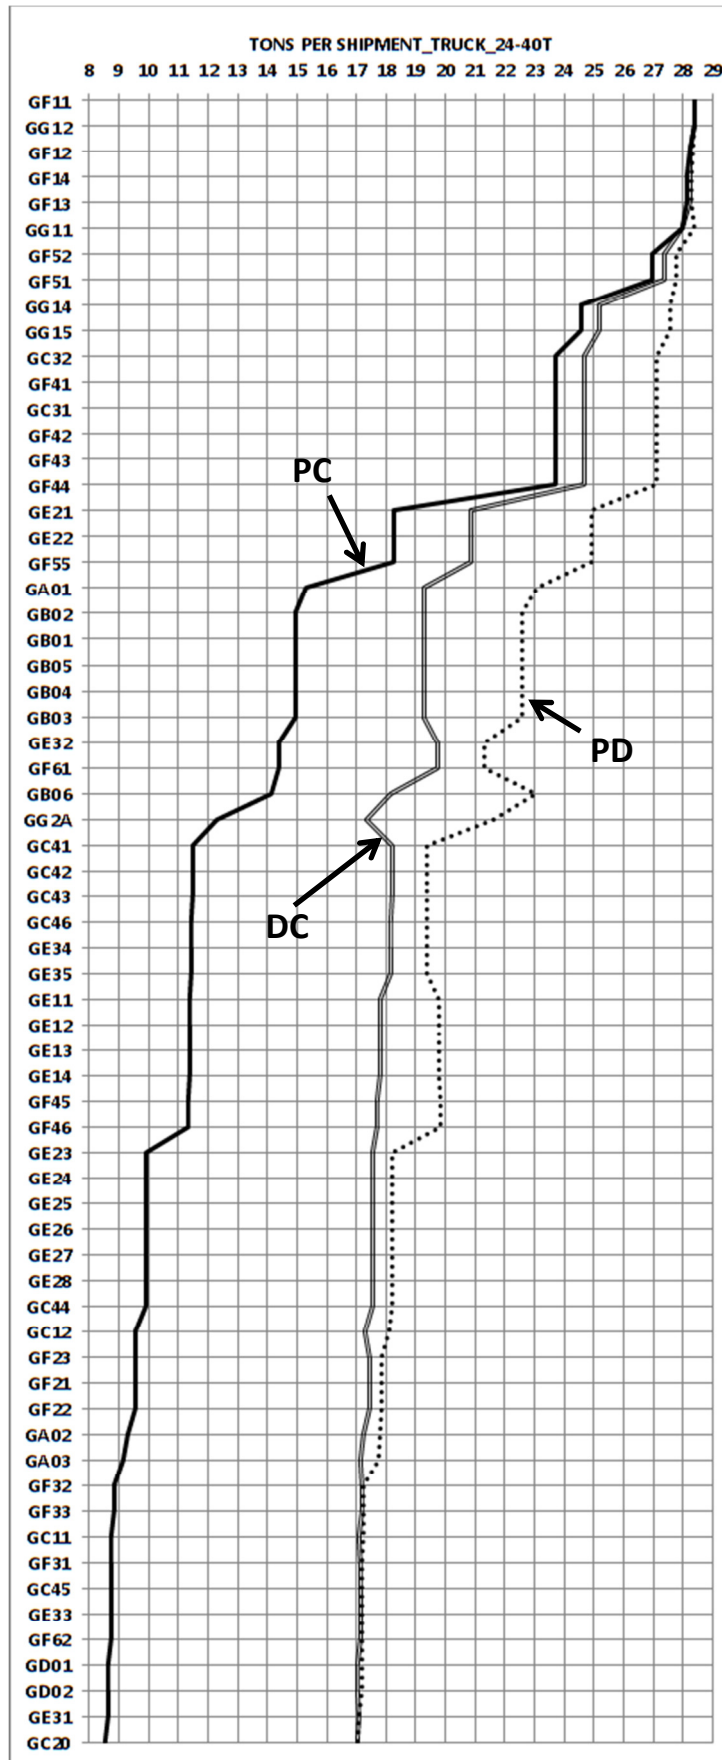 TONS PER SHIPMENT_TRUCK_24-40T
8 9 10 11 12 13 14 15 16 17 18 19 20 21 22 23 24 25 26 27 28 29
GF11
GG12
GF12
GF14
GF13
GG11
GF52
GF51
GG14
GG15
GC32
GF41
GC31
GF42
GF43
PC
GF44
GE21
GE22
GF55
GA01
GB02
GB01
GB05
GB04
GB03
GE32
PD
GF61
GB06
GG2A
GC41
GC42
GC43
GC46
DC
GE34
GE35
GE11
GE12
GE13
GE14
GF45
GF46
GE23
GE24
GE25
GE26
GE27
GE28
GC44
GC12
GF23
GF21
GF22
GA02
GA03
GF32
GF33
GC11
GF31
GC45
GE33
GF62
GD01
GD02
GE31
GC20